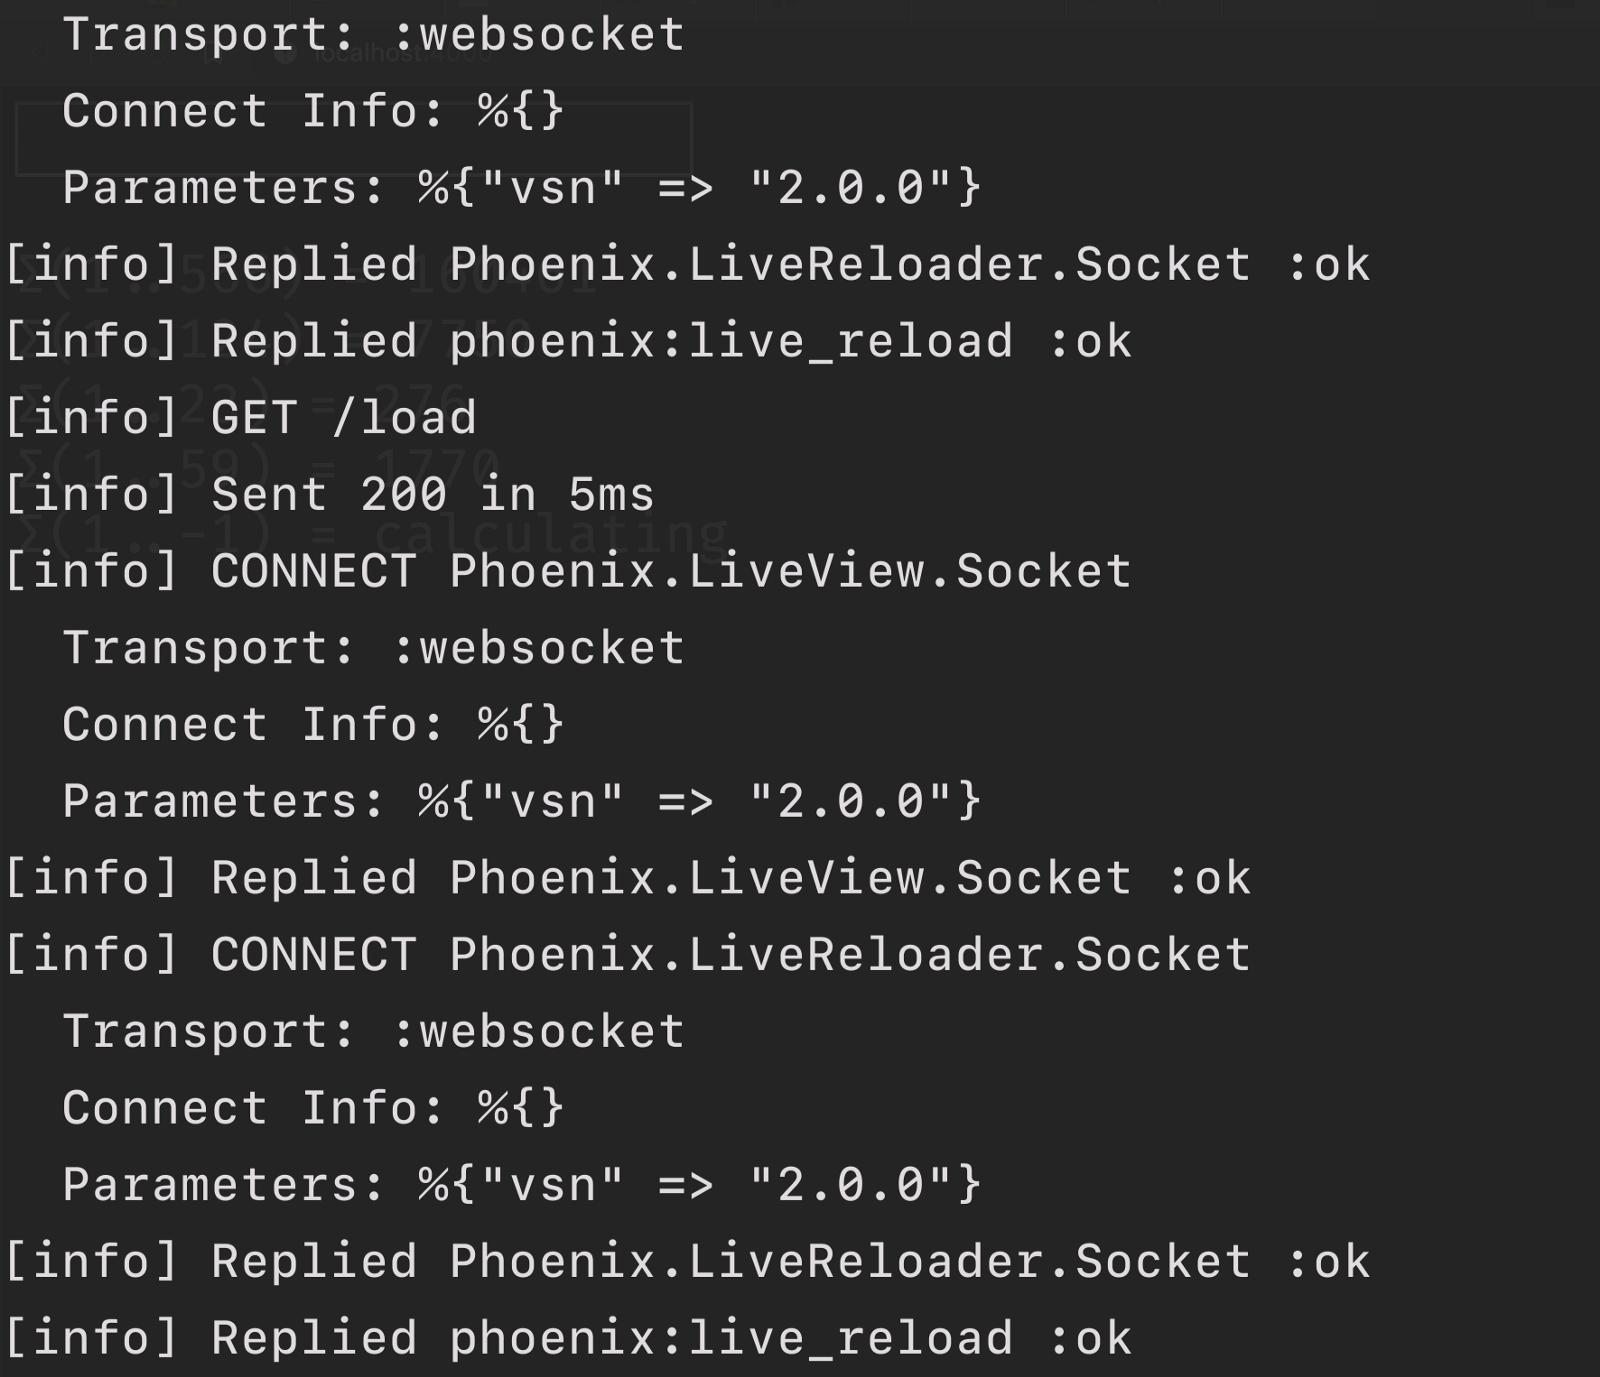 Transport: :websocket
Connect Info: %{}
Parameters: %{"vsn" => "2.0.0"}
[info] Replied Phoenix.LiveReloader.Socket :ok
[info] Replied phoenix:live_reload :ok
[info] GET /load
[info] Sent 200 in 5ms
[info] CONNECT Phoenix.LiveView.Socket
Transport: :websocket
Connect Info: %{}
Parameters: %{"vsn" => "2.0.0"}
[info] Replied Phoenix.LiveView.Socket :ok
[info] CONNECT Phoenix.LiveReloader.Socket
Transport: :websocket
Connect Info: %{}
Parameters: %{"vsn" => "2.0.0"}
[info] Replied Phoenix.LiveReloader.Socket :ok
[info] Replied phoenix:live_reload :ok